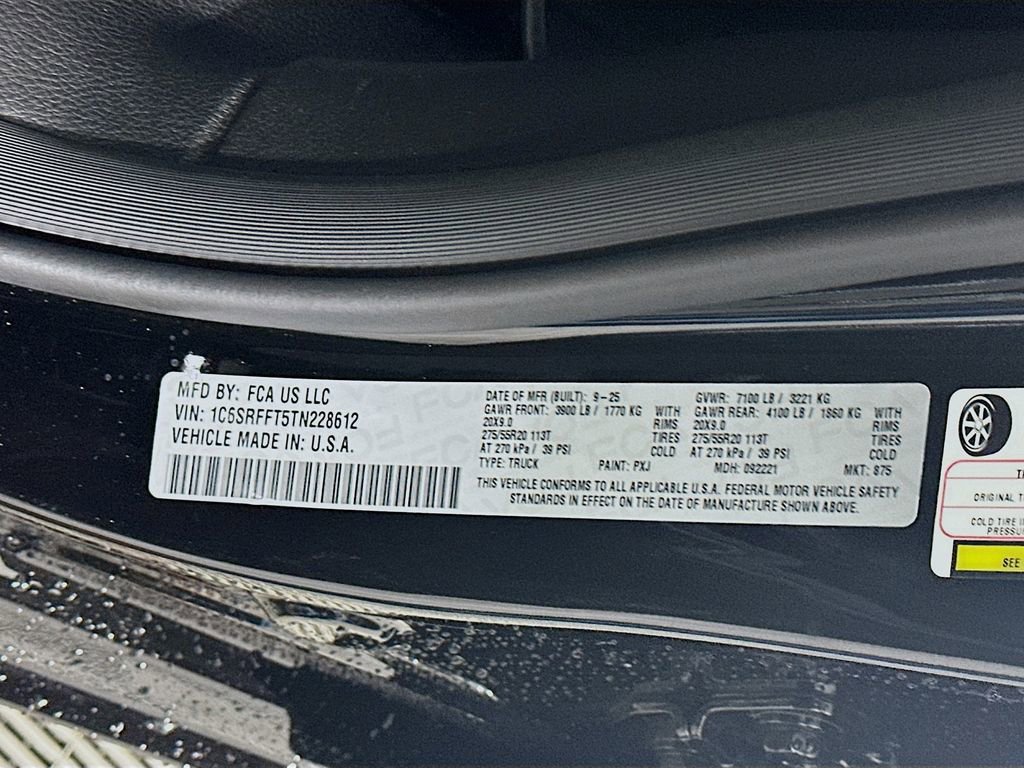 MFD BY: FCA US LLC
VIN: 1C6SRFFT5TN228612
VEHICLE MADE IN: U.S.A.
DATE OF MFR (BUILT): 9-25 GVWR: 7100 LB / 3221 KG
GAWR FRONT: 3900 LB / 1770 KG WITH GAWR REAR: 4100 LB / 1860 KG WITH
20X9.0 RIMS 20X9.0 RIMS
275/55R20 113T TIRES 275/55R20 113T TIRES
AT 270 kPa / 39 PSI COLD AT 270 kPa / 39 PSI COLD
TYPE: TRUCK PAINT: PXJ MDH: 092221 MKT: 875
THIS VEHICLE CONFORMS TO ALL APPLICABLE U.S.A. FEDERAL MOTOR VEHICLE SAFETY
STANDARDS IN EFFECT ON THE DATE OF MANUFACTURE SHOWN ABOVE.
ORIGINAL
COLD TIRE
SEE